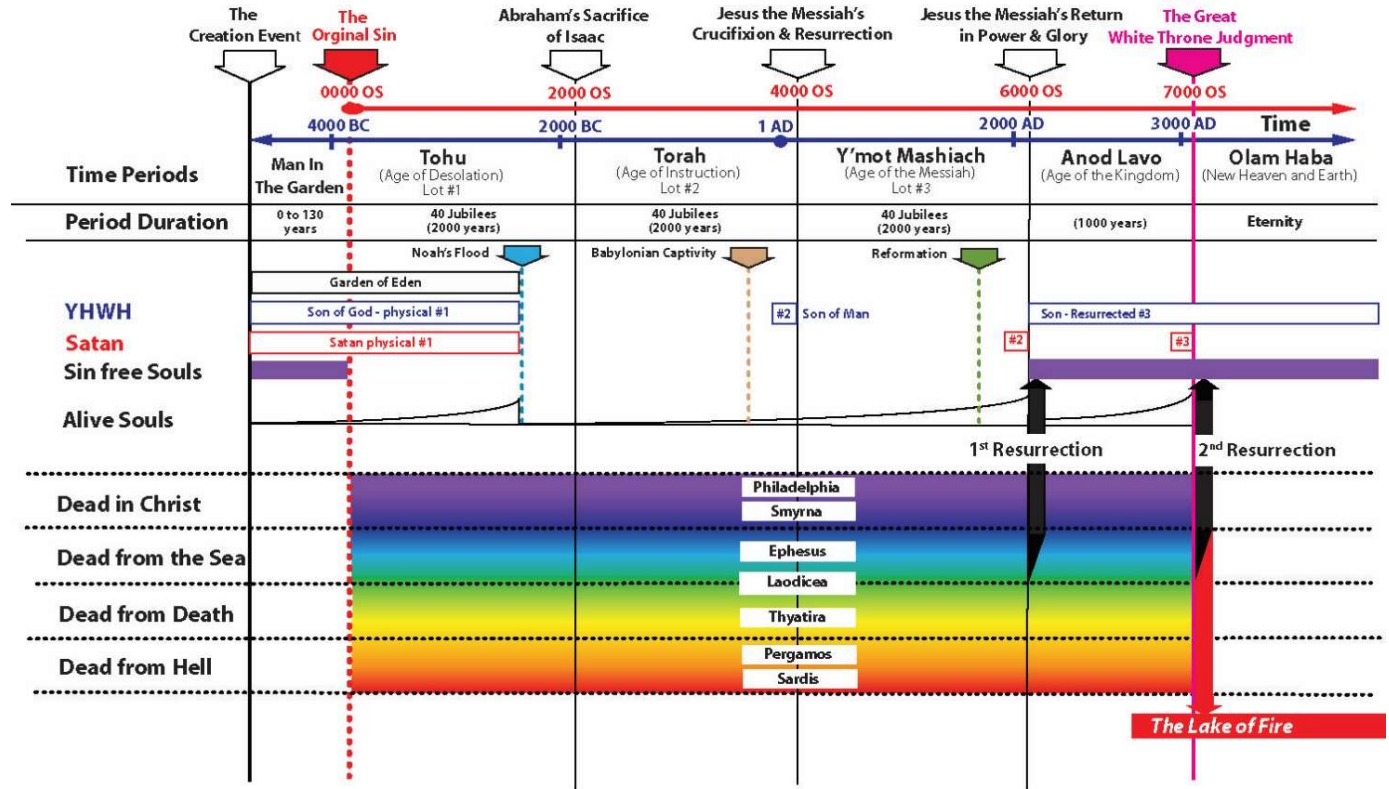 The
Creation Event
The
Orginal Sin
Abraham's Sacrifice
of Isaac
Jesus the Messiah's
Crucifixion & Resurrection
Jesus the Messiah's Return
in Power & Glory
The Great
White Throne Judgment
0000 OS
2000 OS
4000 OS
6000 OS
7000 OS
4000 BC
2000 BC
1 AD
2000 AD
3000 AD
Time
Time Periods
Man In
The Garden
Tohu
(Age of Desolation)
Lot #1
Torah
(Age of Instruction)
Lot #2
Y'mot Mashiach
(Age of the Messiah)
Lot #3
Anod Lavo
(Age of the Kingdom)
Olam Haba
(New Heaven and Earth)
Period Duration
0 to 130
years
40 Jubilees
(2000 years)
40 Jubilees
(2000 years)
40 Jubilees
(2000 years)
(1000 years)
Eternity
Noah's Flood
Babylonian Captivity
Reformation
Garden of Eden
YHWH
Son of God - physical #1
#2
Son of Man
Son - Resurrected #3
Satan
Satan physical #1
#2
#3
Sin free Souls
Alive Souls
1st Resurrection
2nd Resurrection
Dead in Christ
Philadelphia
Smyrna
Dead from the Sea
Ephesus
Laodicea
Dead from Death
Thyatira
Dead from Hell
Pergamos
Sardis
The Lake of Fire